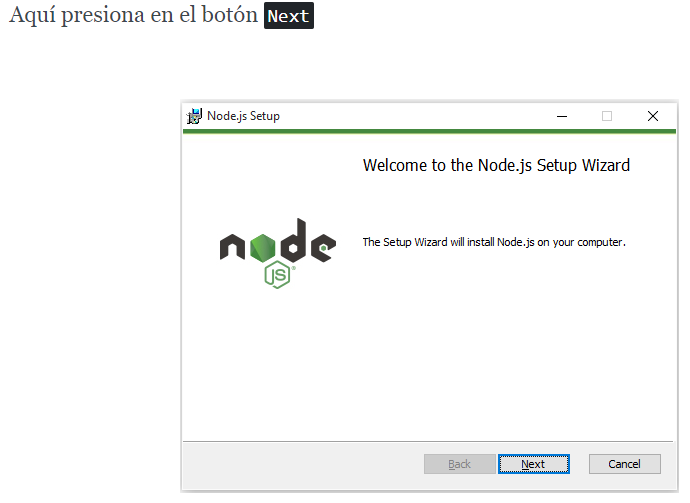 Aquí presiona en el botón Next
Node.js Setup
Welcome to the Node.js Setup Wizard
node
JS®
The Setup Wizard will install Node.js on your computer.
Back Next Cancel